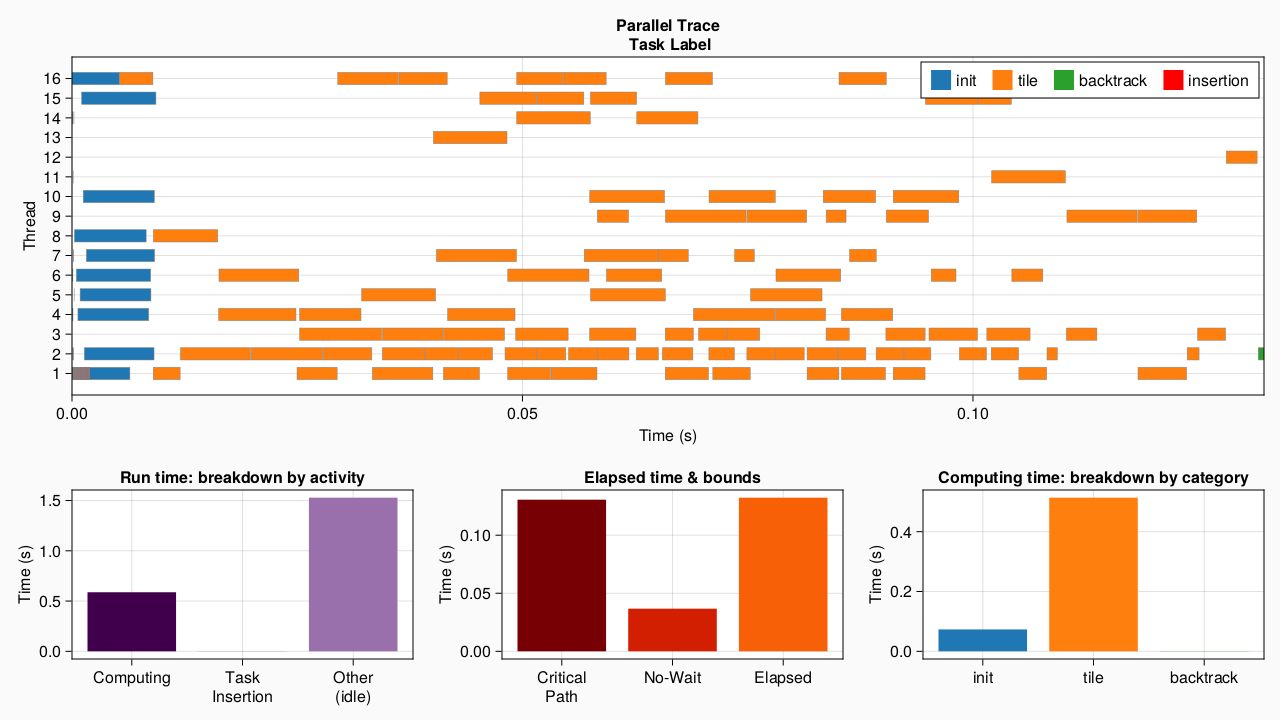 Parallel Trace
Task Label
init tile backtrack insertion
Thread
16
15
14
13
12
11
10
9
8
7
6
5
4
3
2
1
0.00 0.05 0.10
Time (s)
Run time: breakdown by activity
Time (s)
1.5
1.0
0.5
0.0
Computing Task Other
Insertion (idle)
Elapsed time & bounds
Time (s)
0.10
0.05
0.00
Critical No-Wait Elapsed
Path
Computing time: breakdown by category
Time (s)
0.4
0.2
0.0
init tile backtrack